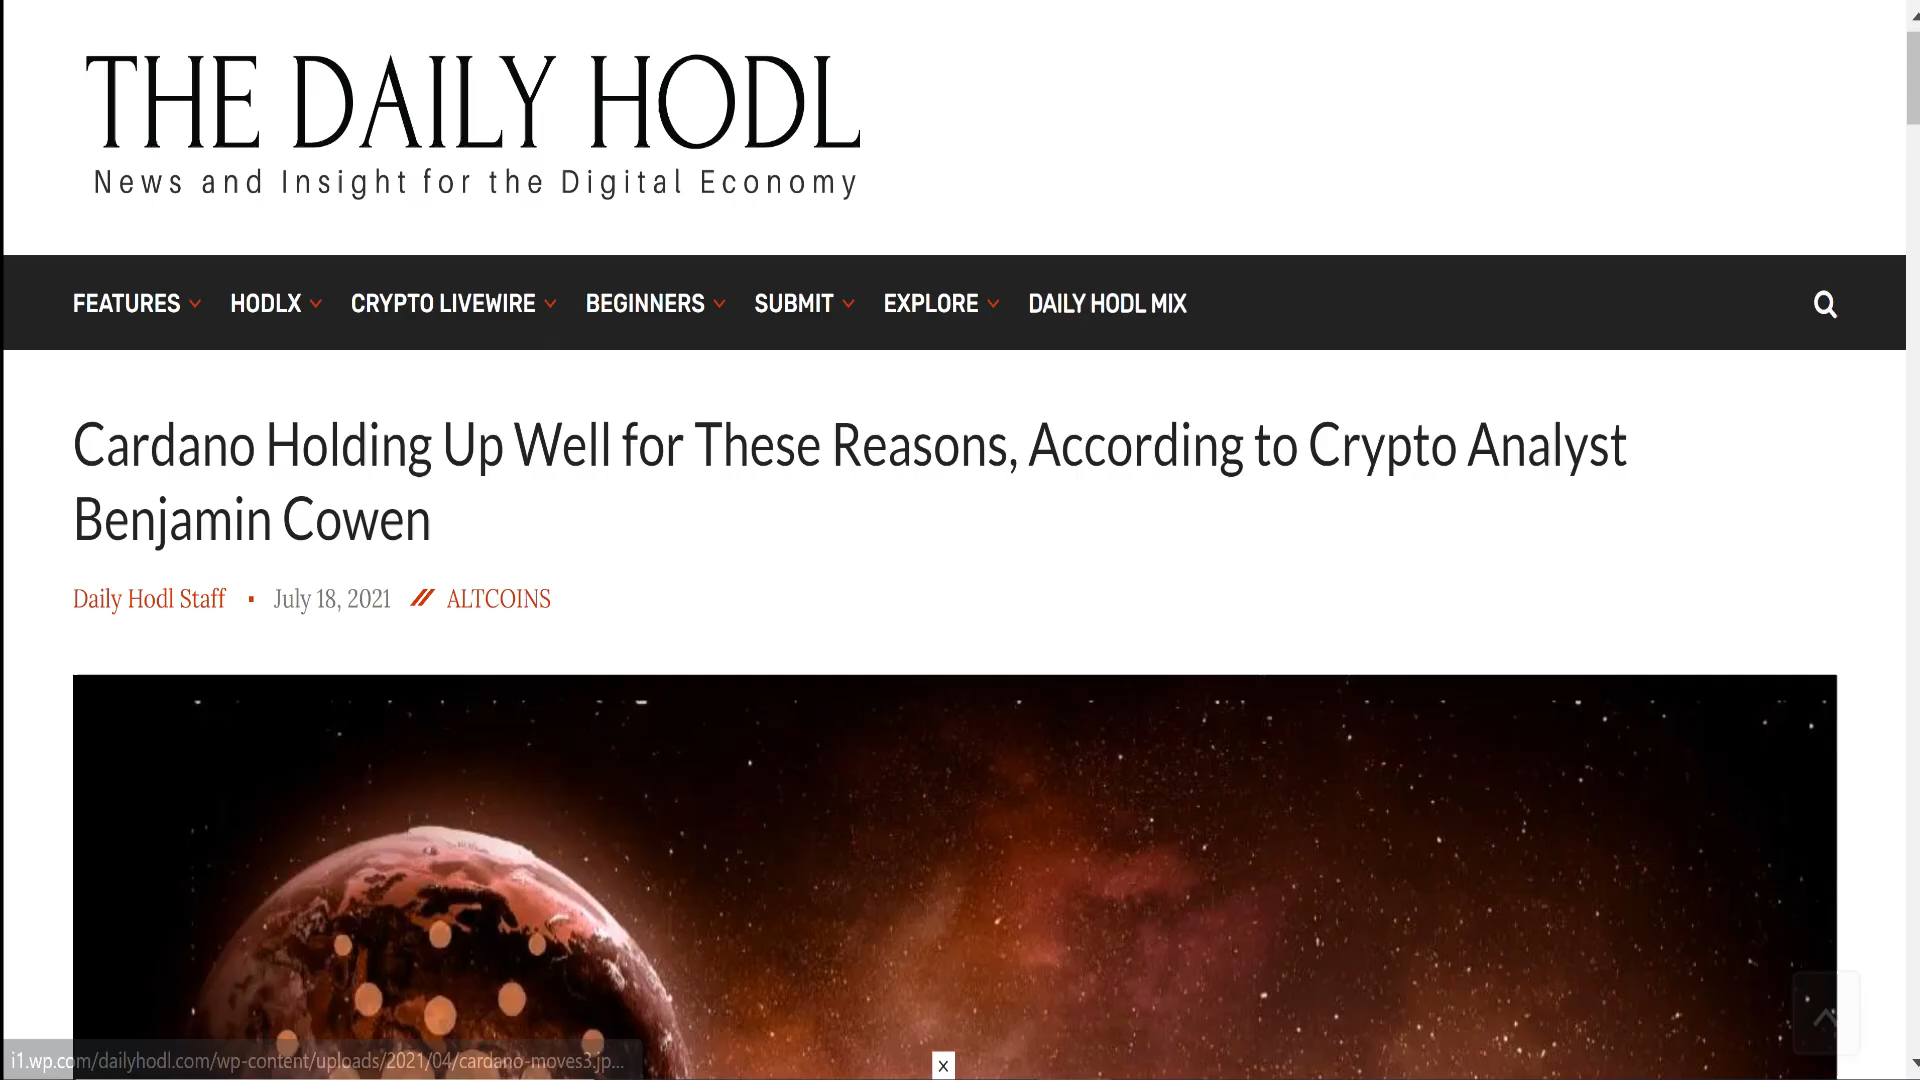 THE DAILY HODL
News and Insight for the Digital Economy
FEATURES HODLX CRYPTO LIVEWIRE BEGINNERS SUBMIT EXPLORE DAILY HODL MIX
Cardano Holding Up Well for These Reasons, According to Crypto Analyst
Benjamin Cowen
Daily Hodl Staff ▪ July 18, 2021 // ALTCOINS
i1.wp.com/dailyhodl.com/wp-content/uploads/2021/04/cardano-moves3.jp...
x